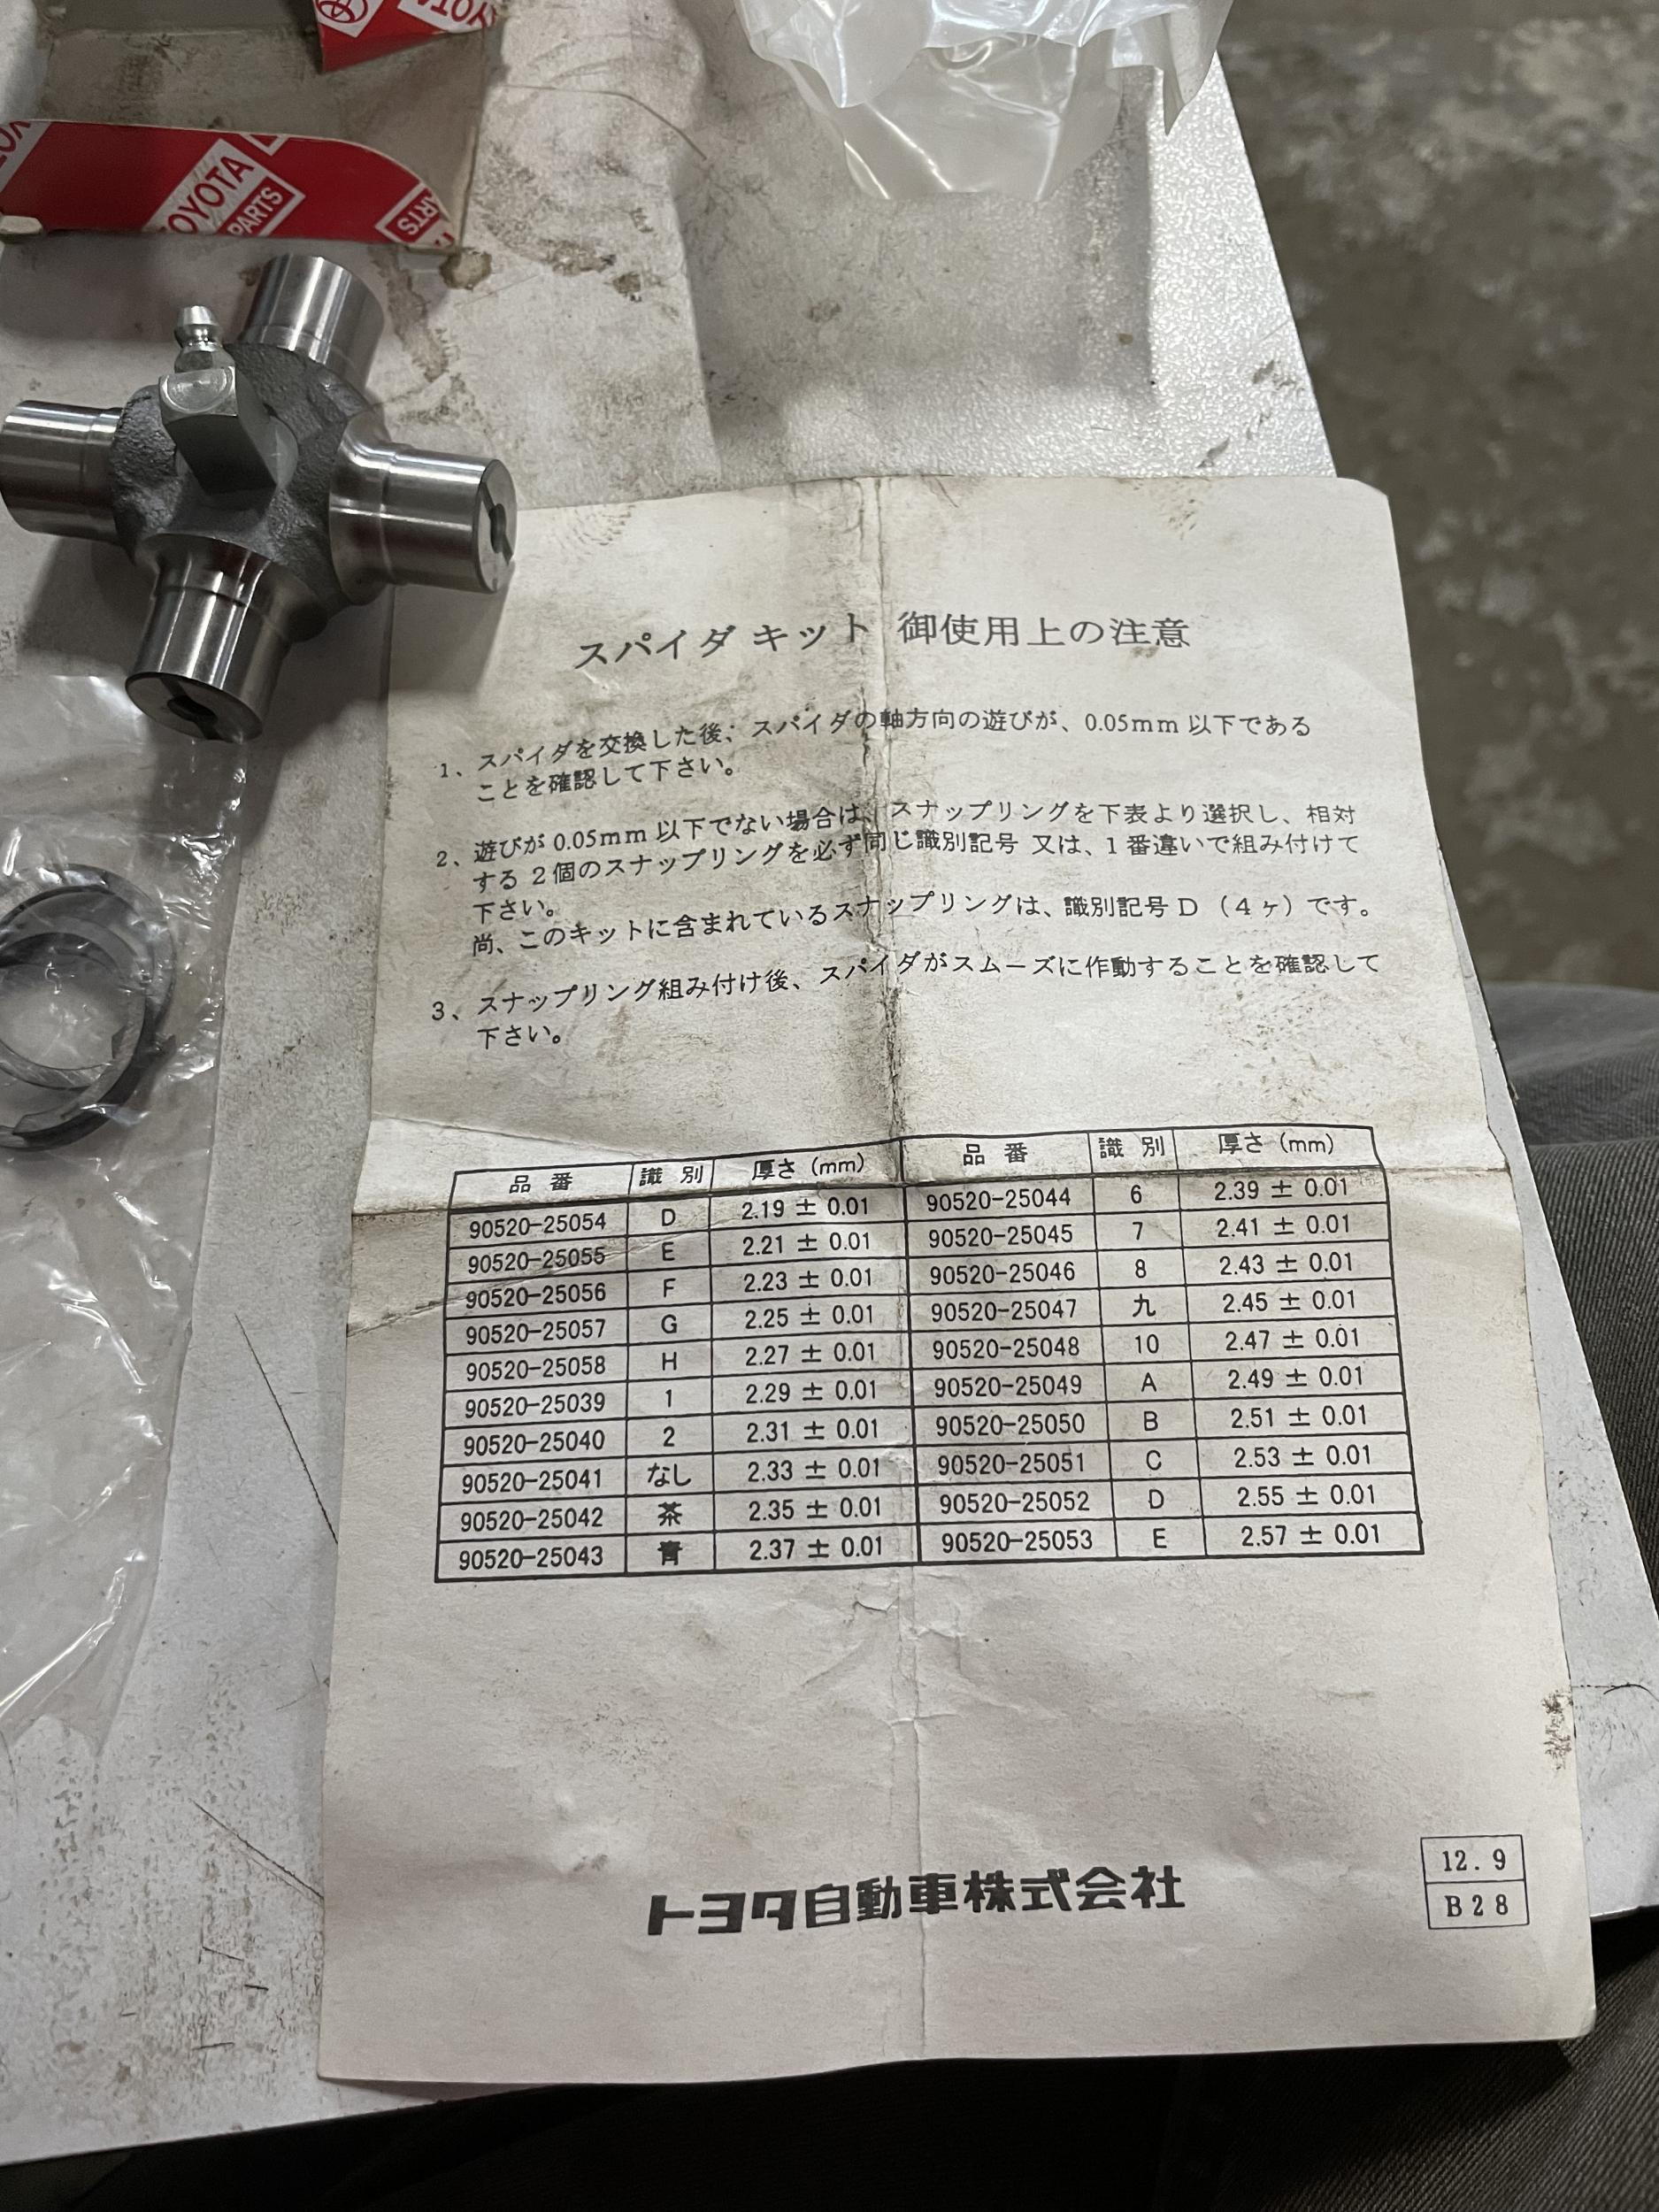 TOYOTA
TOYOTA
PARTS
スパイダ キット 御使用上の注意
1、スパイダを交換した後、スパイダの軸方向の遊びが、0.05mm 以下である
ことを確認して下さい。
2、遊びが 0.05mm 以下でない場合は、スナップリングを下表より選択し、相対
する 2個のスナップリングを必ず同じ識別記号 又は、1番違いで組み付けて
下さい。
尚、このキットに含まれているスナップリングは、識別記号 D (4ヶ) です。
3、スナップリング組み付け後、スパイダがスムーズに作動することを確認して
下さい。
品番 識別 厚さ (mm) 品番 識別 厚さ (mm)
90520-25054 D 2.19 ± 0.01 90520-25044 6 2.39 ± 0.01
90520-25055 E 2.21 ± 0.01 90520-25045 7 2.41 ± 0.01
90520-25056 F 2.23 ± 0.01 90520-25046 8 2.43 ± 0.01
90520-25057 G 2.25 ± 0.01 90520-25047 九 2.45 ± 0.01
90520-25058 H 2.27 ± 0.01 90520-25048 10 2.47 ± 0.01
90520-25039 1 2.29 ± 0.01 90520-25049 A 2.49 ± 0.01
90520-25040 2 2.31 ± 0.01 90520-25050 B 2.51 ± 0.01
90520-25041 なし 2.33 ± 0.01 90520-25051 C 2.53 ± 0.01
90520-25042 茶 2.35 ± 0.01 90520-25052 D 2.55 ± 0.01
90520-25043 青 2.37 ± 0.01 90520-25053 E 2.57 ± 0.01
トヨタ自動車株式会社
12.9
B28